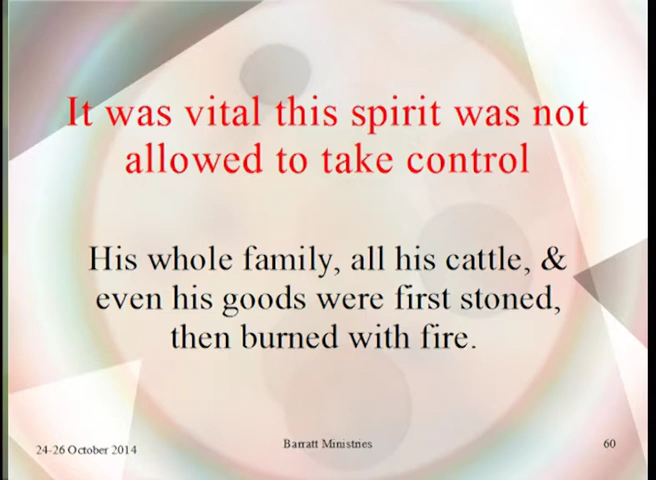 It was vital this spirit was not
allowed to take control
His whole family, all his cattle, &
even his goods were first stoned,
then burned with fire.
24-26 October 2014
Barratt Ministries
60